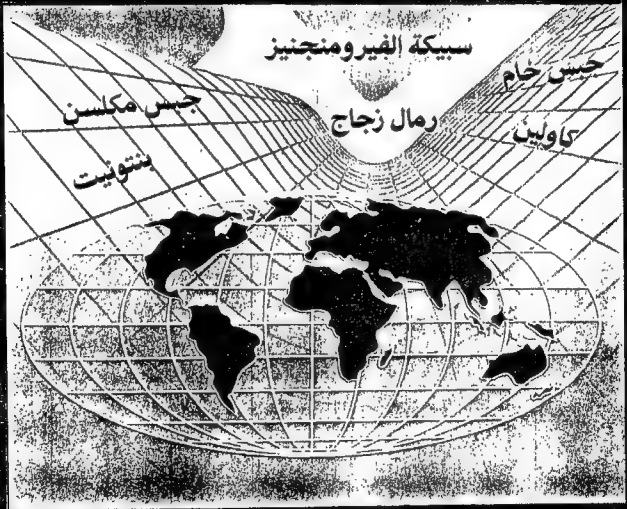 سبيكة الفيرومنجنيز
جبس خام
جبس مكلسن
رمال زجاج
كاولين
بنتونيت